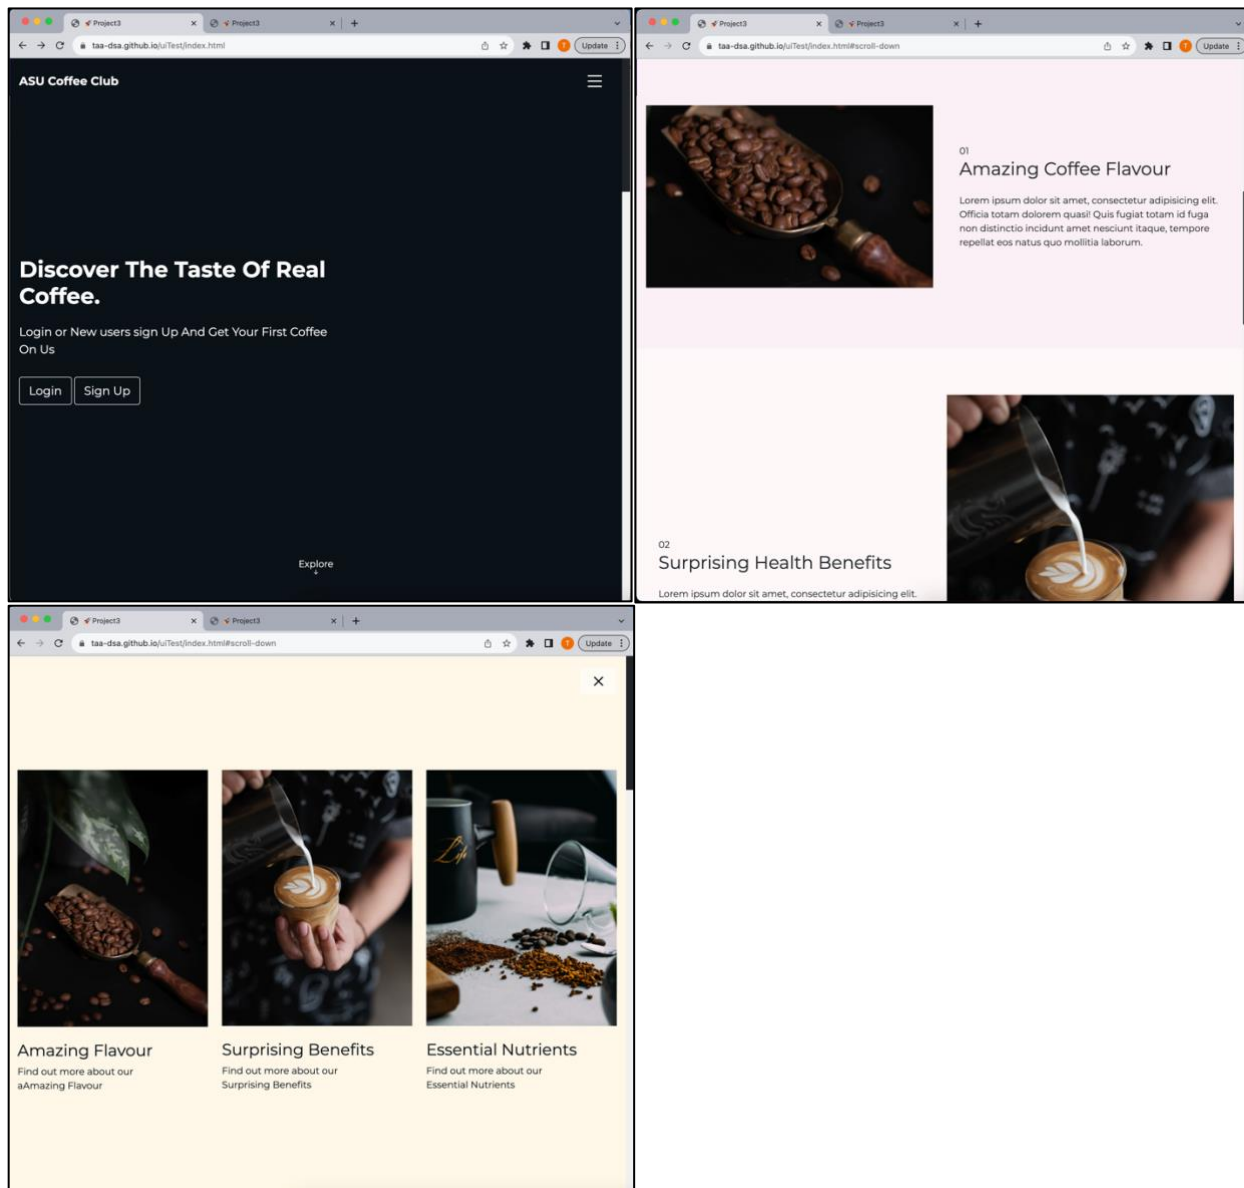 Project3
Project3
taa-dsa.github.io/uiTest/index.html
Update
ASU Coffee Club
Discover The Taste Of Real
Coffee.
Login or New users sign Up And Get Your First Coffee
On Us
Login
Sign Up
Explore
Project3
Project3
taa-dsa.github.io/uiTest/index.html#scroll-down
T
Update
01
Amazing Coffee Flavour
Lorem ipsum dolor sit amet, consectetur adipisicing elit.
Officia totam dolorem quasi! Quis fugiat totam id fuga
non distinctio incidunt amet nesciunt itaque, tempore
repellat eos natus quo mollitia laborum.
02
Surprising Health Benefits
Lorem ipsum dolor sit amet, consectetur adipisicing elit.
Project3
Project3
taa-dsa.github.io/uiTest/index.html#scroll-down
Update
Life
Amazing Flavour
Find out more about our
aAmazing Flavour
Surprising Benefits
Find out more about our
Surprising Benefits
Essential Nutrients
Find out more about our
Essential Nutrients